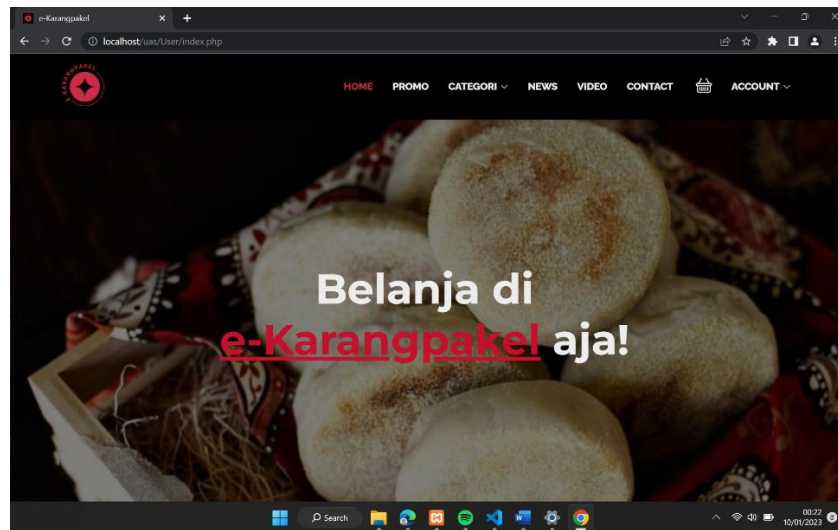 e-Karangpakel
localhost/uas/User/index.php
E-KARANGPAKEL
HOME PROMO CATEGORI NEWS VIDEO CONTACT ACCOUNT
Belanja di
e-Karangpakel aja!
Search
00:22
10/01/2023